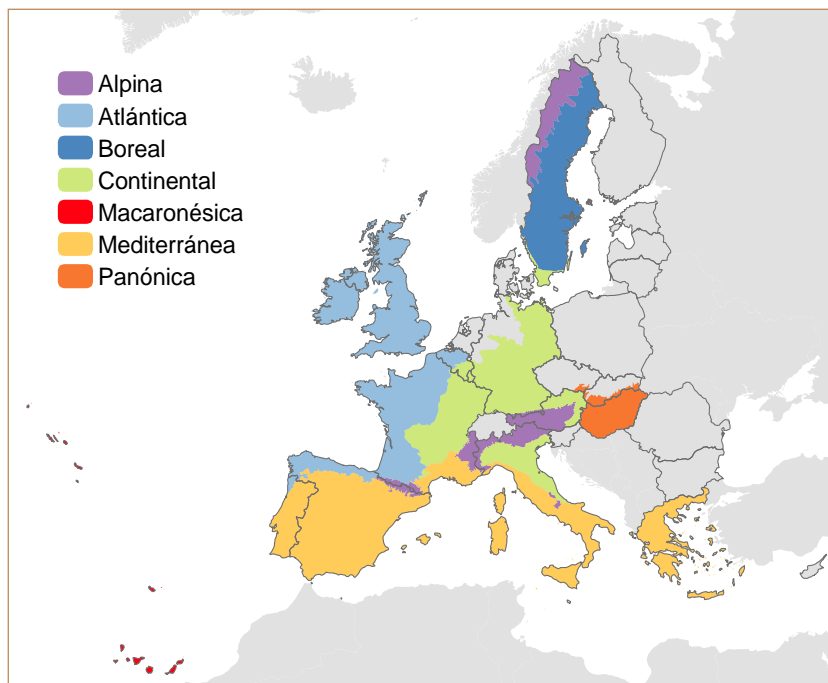 Alpina
Atlántica
Boreal
Continental
Macaronésica
Mediterránea
Panónica